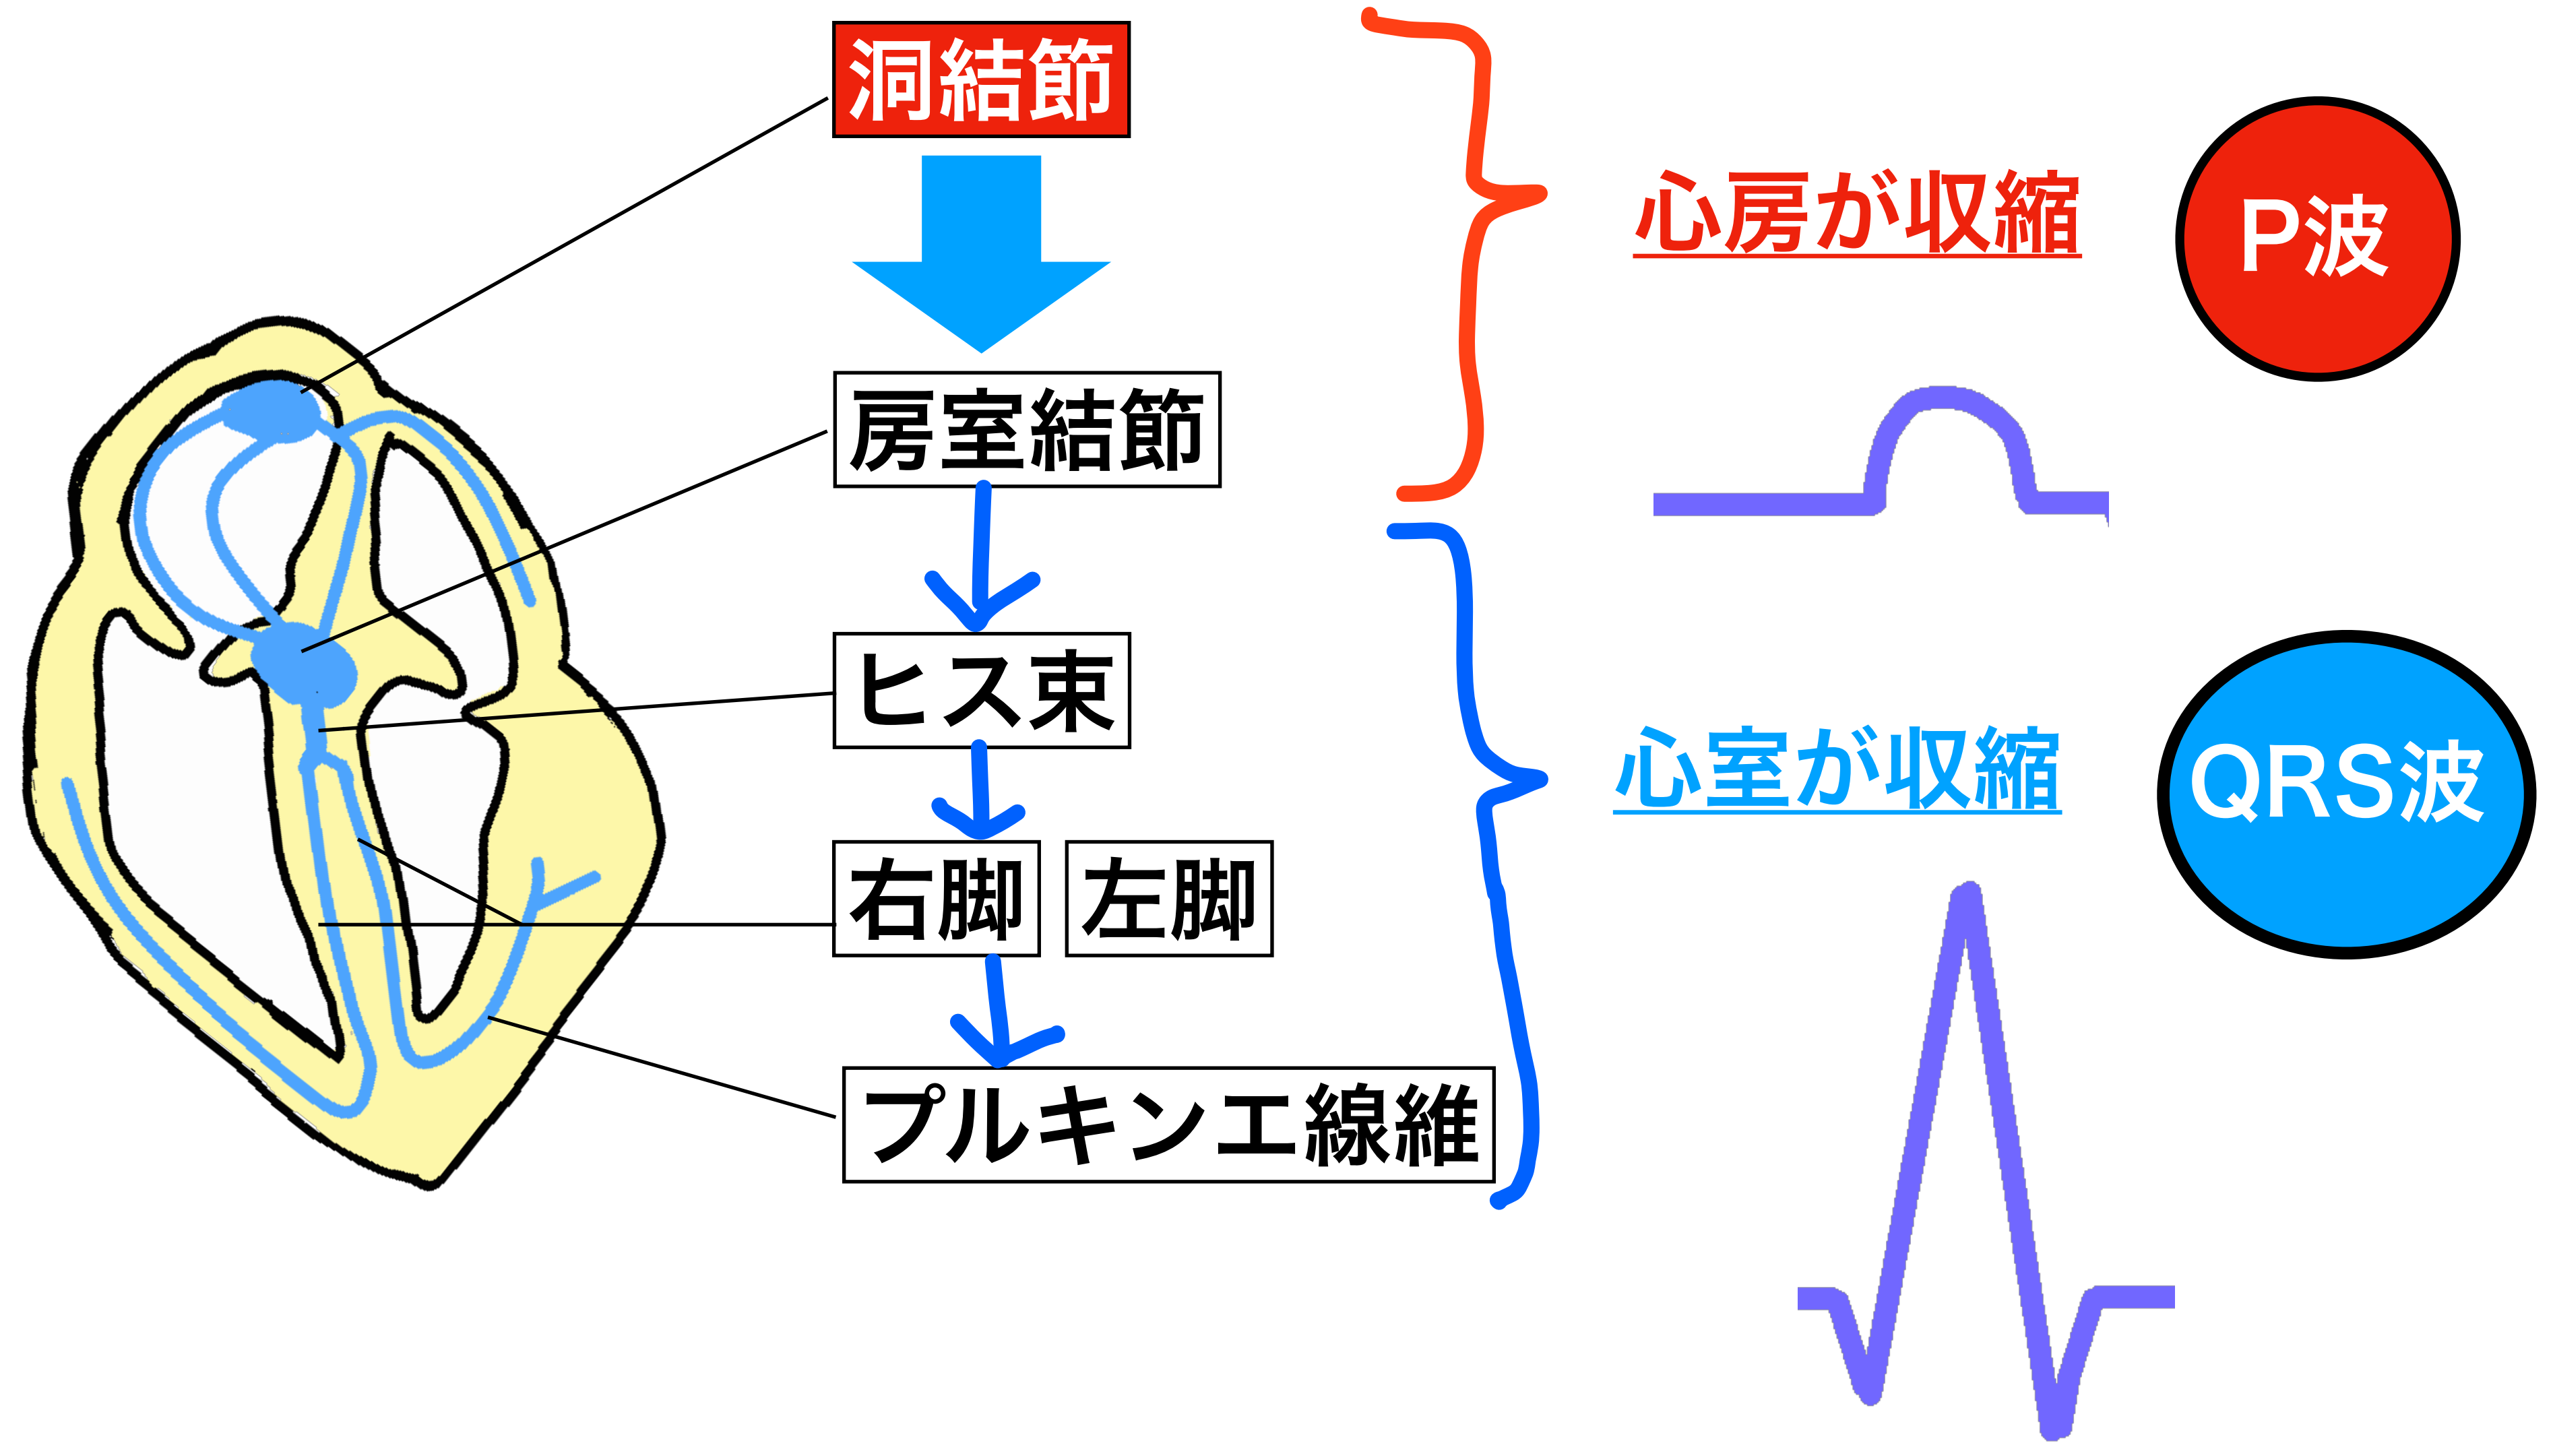 洞結節
心房が収縮
P波
房室結節
ヒス束
心室が収縮
QRS波
右脚
左脚
プルキンエ線維